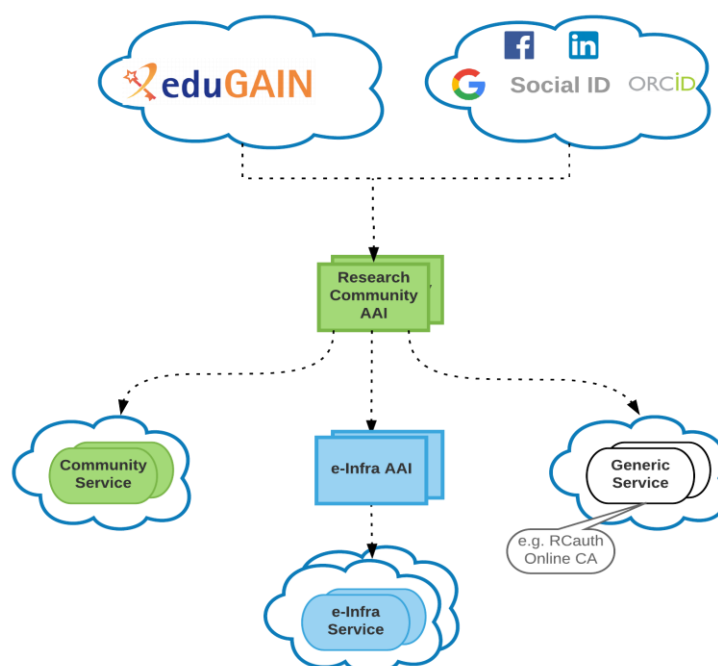 eduGAIN
Social ID
ORCiD
Research
Community
AAI
Community
Service
e-Infra AAI
Generic
Service
e.g. RCauth
Online CA
e-Infra
Service